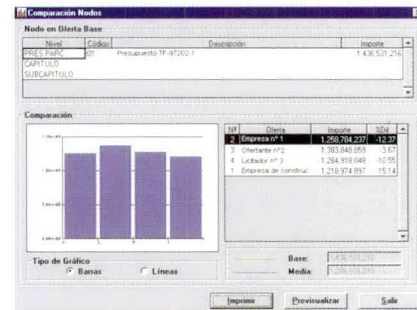 Comparación Nodos
Nodo en Oferta Base
Nivel Código Descripción Importe
PRES.PARC. 01 Presupuesto TF-97202-1 1.436.531.216
CAPITULO
SUBCAPITULO
Comparación
Nº Oferta Importe %Dif
2 Empresa nº 1 1.258.784.237 -12.37
3 Ofertante nº2 1.383.848.859 -3.67
4 Licitador nº 3 1.284.918.048 -10.55
1 Empresa de construc. 1.218.974.897 -15.14
Tipo de Gráfico
Barras Líneas
Base:
Media:
Imprimir Previsualizar Salir